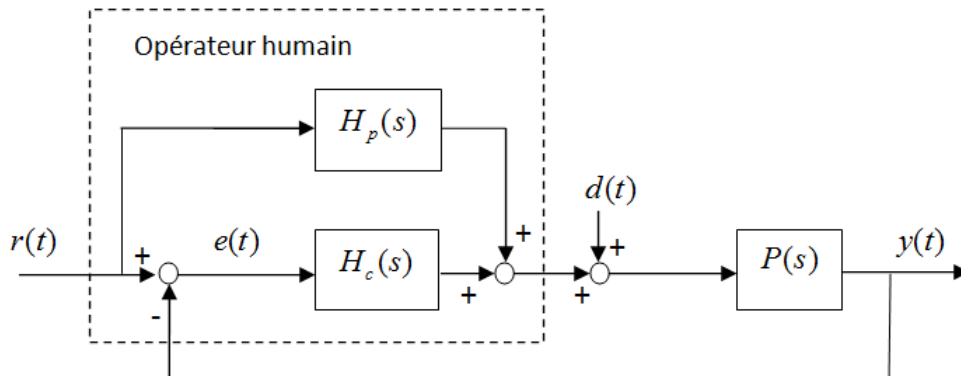 Opérateur humain
H_p(s)
d(t)
+
+
r(t)
+
e(t)
H_c(s)
+
+
P(s)
y(t)
-